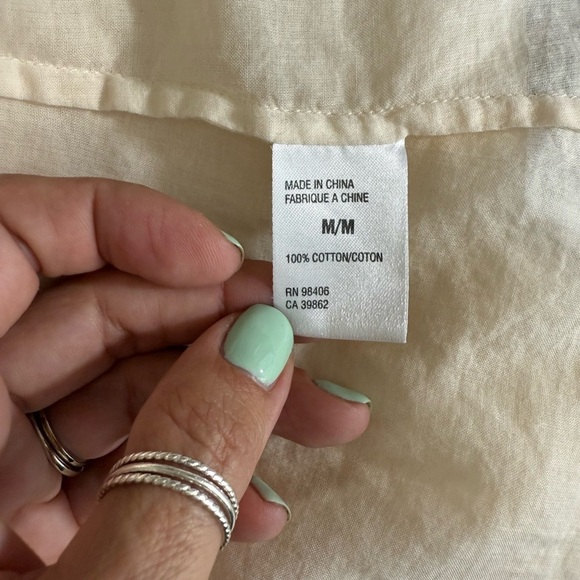 MADE IN CHINA
FABRIQUE A CHINE
M/M
100% COTTON/COTON
RN 98406
CA 39862